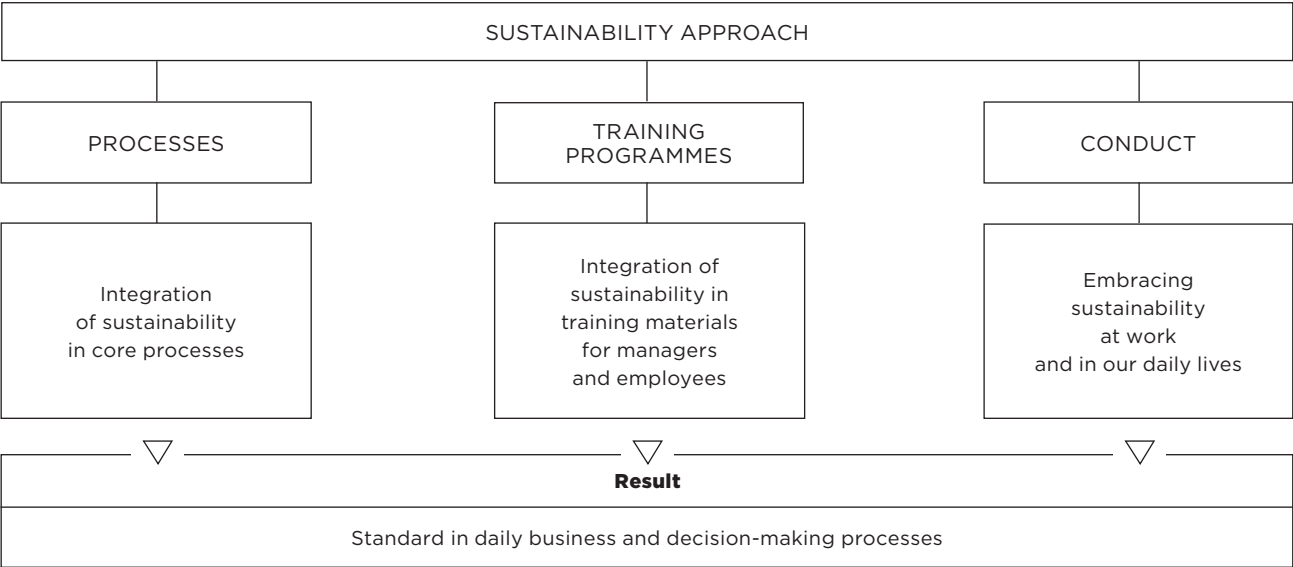 SUSTAINABILITY APPROACH
PROCESSES
TRAINING
PROGRAMMES
CONDUCT
Integration
of sustainability
in core processes
Integration of
sustainability in
training materials
for managers
and employees
Embracing
sustainability
at work
and in our daily lives
Result
Standard in daily business and decision-making processes